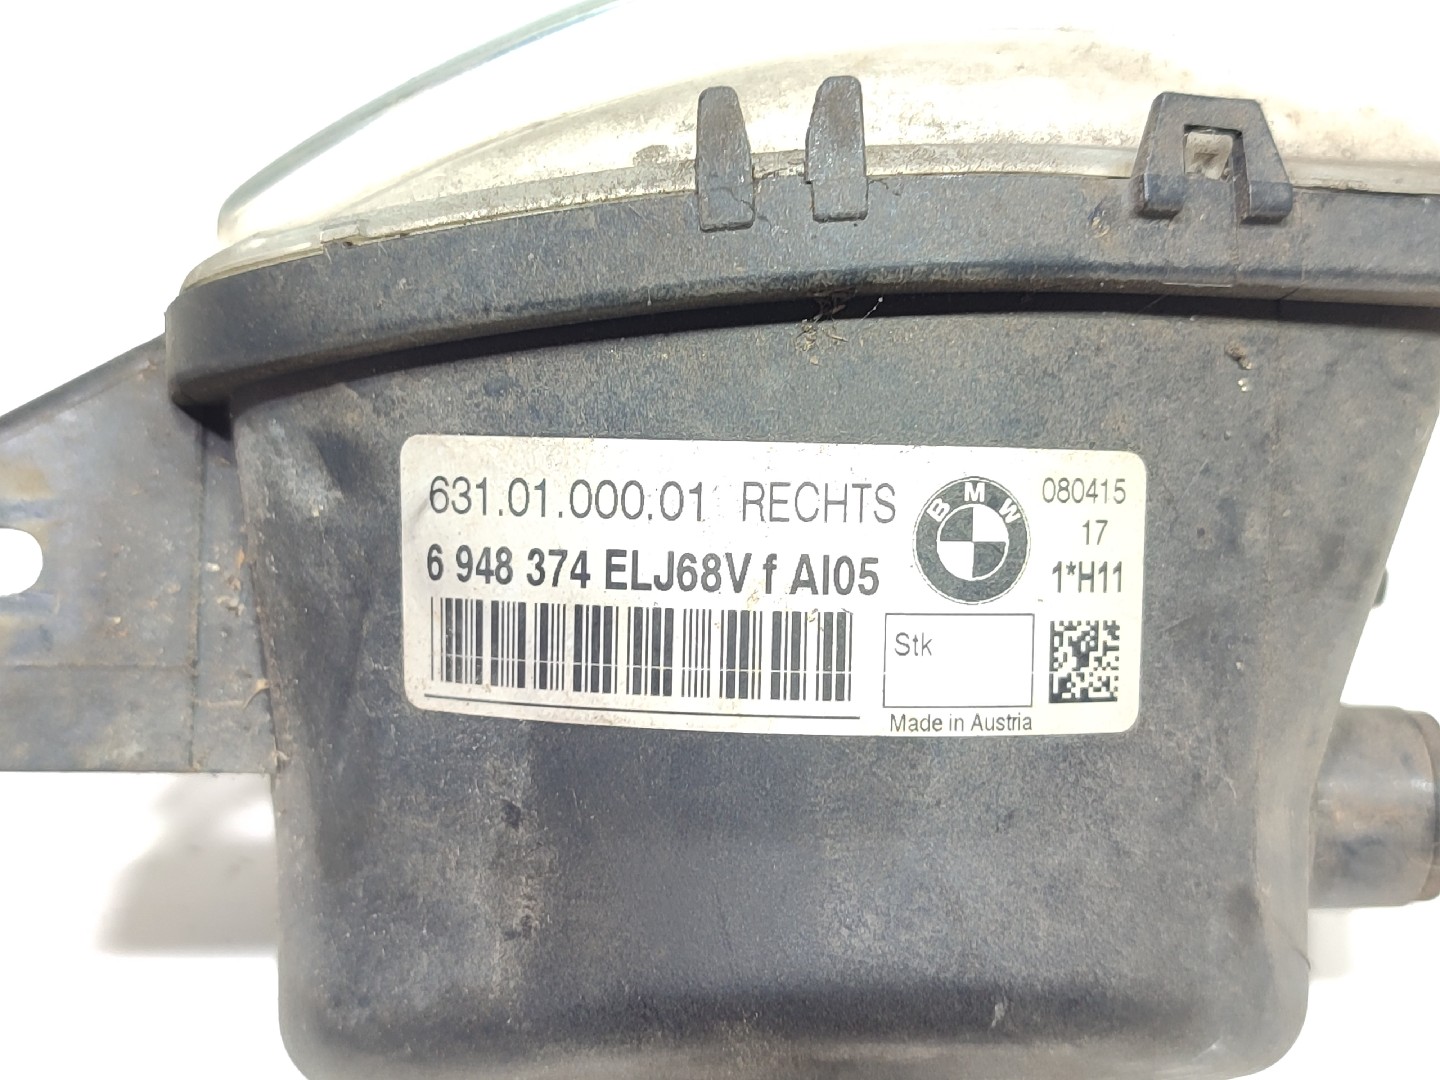 631.01.000.01 RECHTS
6 948 374 ELJ68V f AI05
BMW
080415
17
1*H11
Stk
Made in Austria